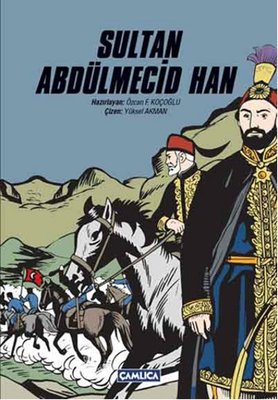 SULTAN
ABDÜLMECİD HAN
Hazırlayan: Özcan F. KOÇOĞLU
Çizen: Yüksel AKMAN
ÇAMLICA